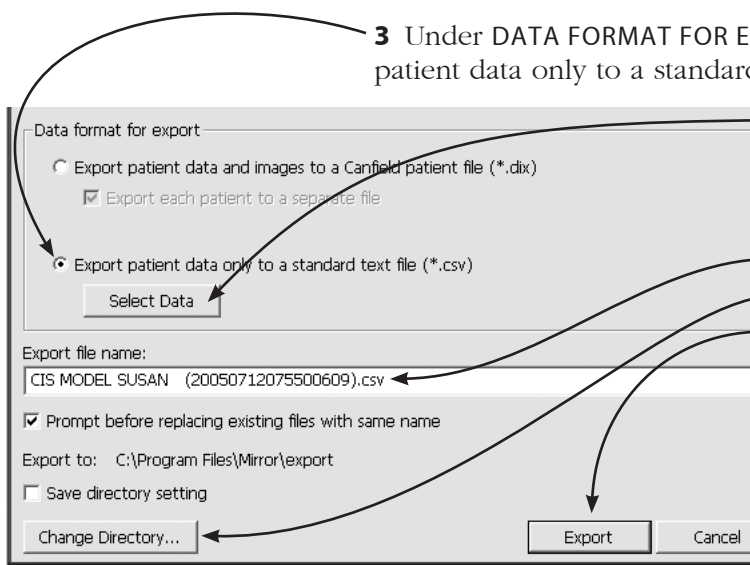 3 Under DATA FORMAT FOR E
patient data only to a standard
Data format for export
Export patient data and images to a Canfield patient file (*.dix)
Export each patient to a separate file
Export patient data only to a standard text file (*.csv)
Select Data
Export file name:
CIS MODEL SUSAN (20050712075500609).csv
Prompt before replacing existing files with same name
Export to: C:\Program Files\Mirror\export
Save directory setting
Change Directory... Export Cancel